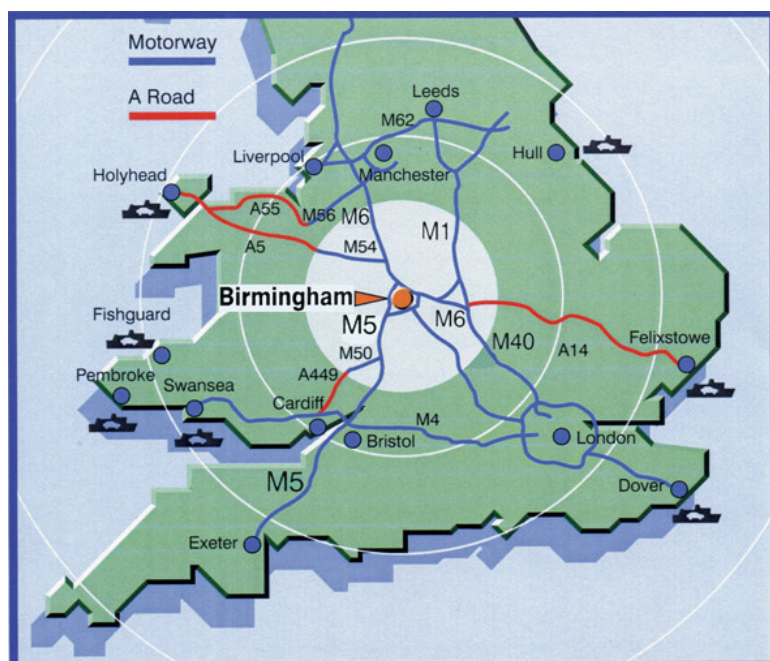 Motorway
A Road
Leeds
M62
Liverpool
Manchester
Hull
Holyhead
A55
M56
M6
M1
A5
M54
Birmingham
Fishguard
M5
M6
M50
M40
A14
Felixstowe
Pembroke
Swansea
A449
Cardiff
M4
Bristol
London
M5
Dover
Exeter